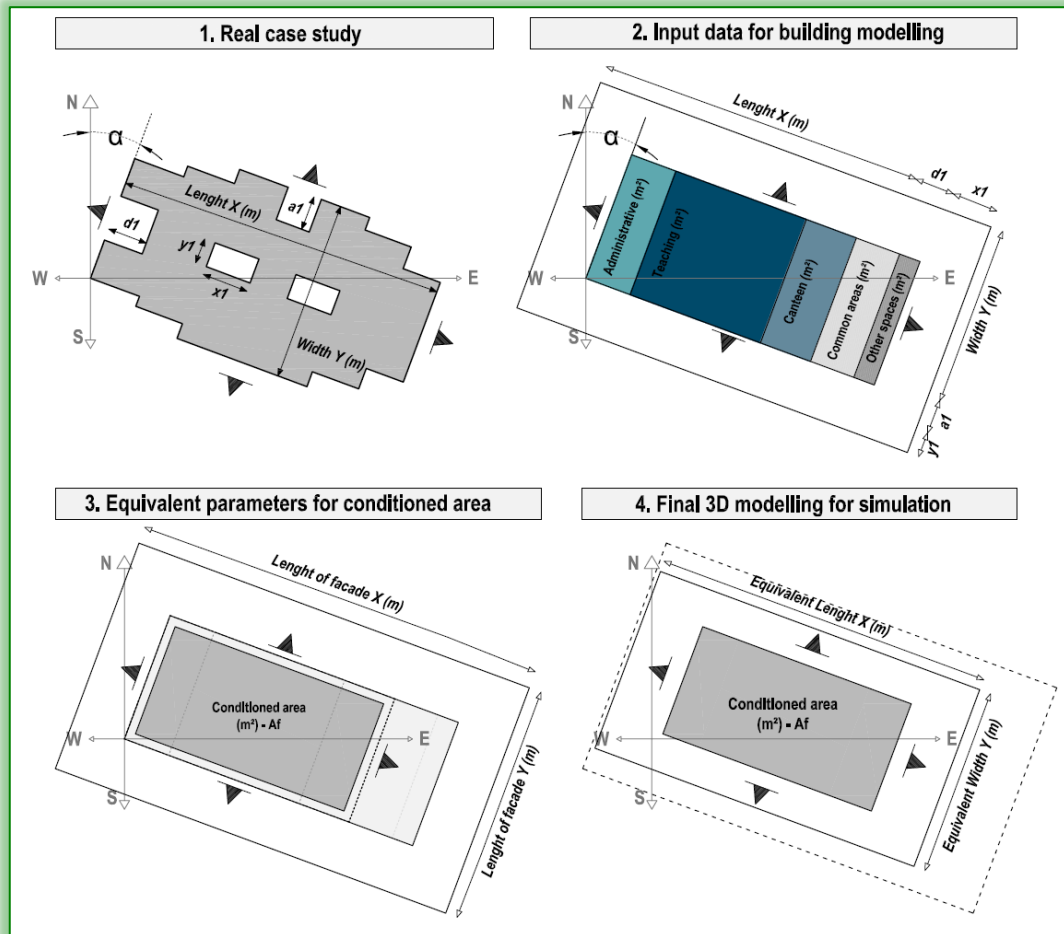 1. Real case study
2. Input data for building modelling
N
α
Lenght X (m)
a1
d1
y1
x1
W
E
S
Width Y (m)
N
α
Lenght X (m)
d1
x1
Administrative (m²)
Teaching (m²)
Canteen (m²)
Common areas (m²)
Other spaces (m²)
W
E
S
Width Y (m)
a1
y1
3. Equivalent parameters for conditioned area
4. Final 3D modelling for simulation
N
Lenght of facade X (m)
Conditioned area
(m²) - Af
W
E
S
Lenght of facade Y (m)
N
Equivalent Lenght X (m)
Conditioned area
(m²) - Af
W
E
S
Equivalent Width Y (m)